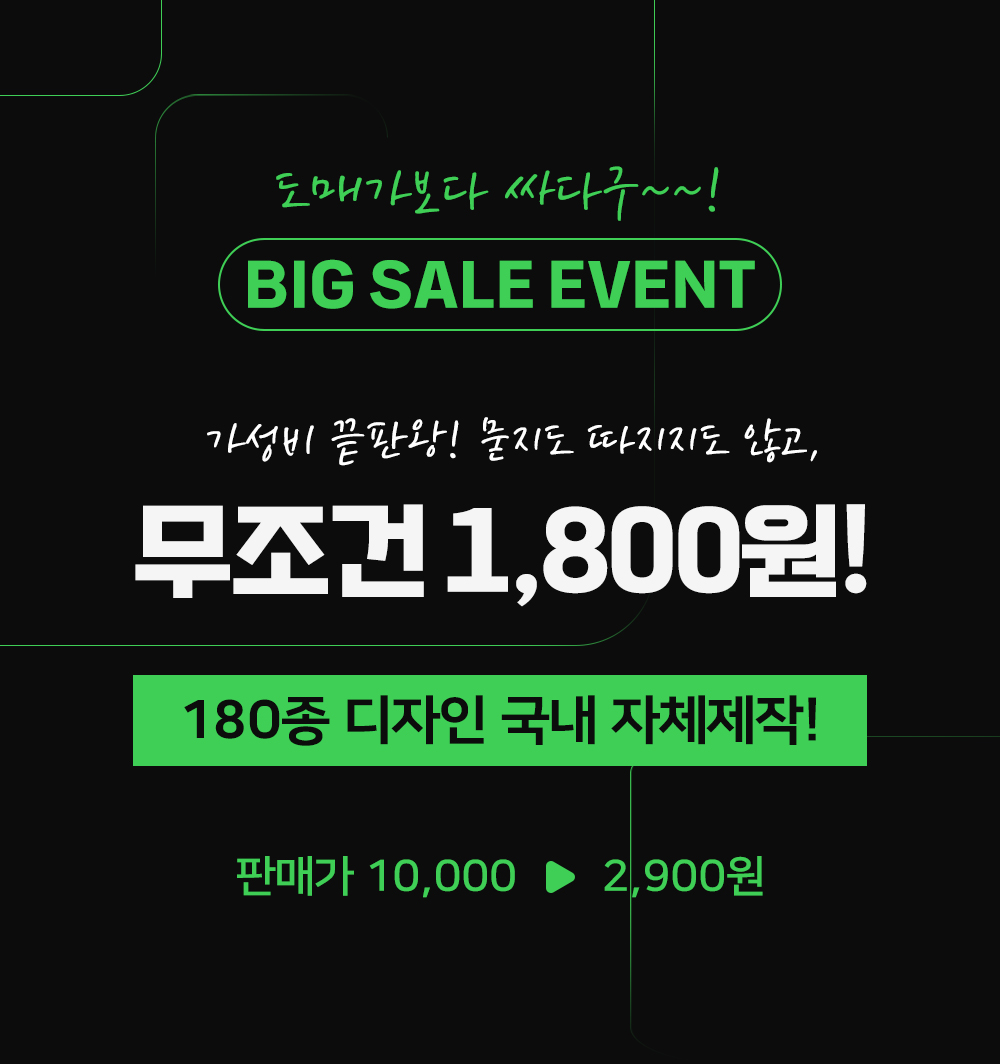 도매가보다 싸다구~~!
BIG SALE EVENT
가성비 끝판왕! 묻지도 따지지도 않고,
무조건 1,800원!
180종 디자인 국내 자체제작!
판매가 10,000 ▶ 2,900원